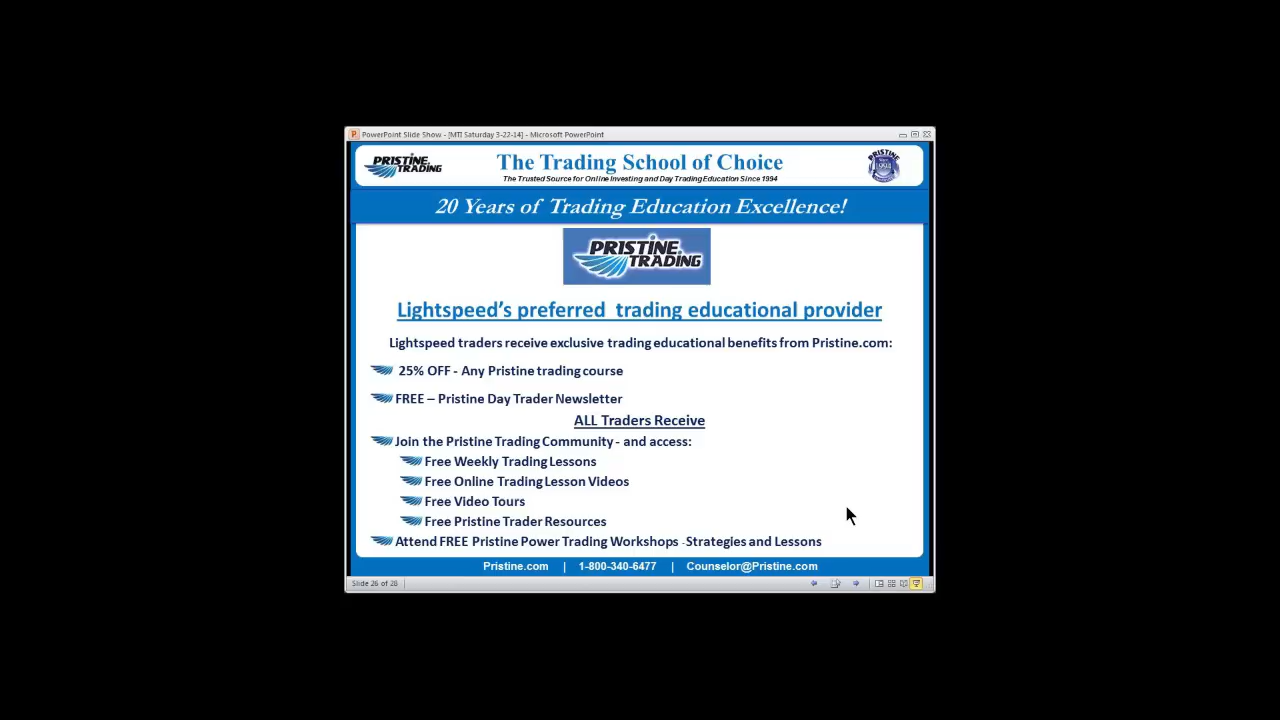 PowerPoint Slide Show - [MTI Saturday 3-22-14] - Microsoft PowerPoint
PRISTINE TRADING
The Trading School of Choice
The Trusted Source for Online Investing and Day Trading Education Since 1994
PRISTINE
20 Years of Trading Education Excellence!
PRISTINE TRADING
Lightspeed's preferred trading educational provider
Lightspeed traders receive exclusive trading educational benefits from Pristine.com:
25% OFF - Any Pristine trading course
FREE – Pristine Day Trader Newsletter
ALL Traders Receive
Join the Pristine Trading Community - and access:
Free Weekly Trading Lessons
Free Online Trading Lesson Videos
Free Video Tours
Free Pristine Trader Resources
Attend FREE Pristine Power Trading Workshops - Strategies and Lessons
Pristine.com | 1-800-340-6477 | Counselor@Pristine.com
Slide 26 of 28